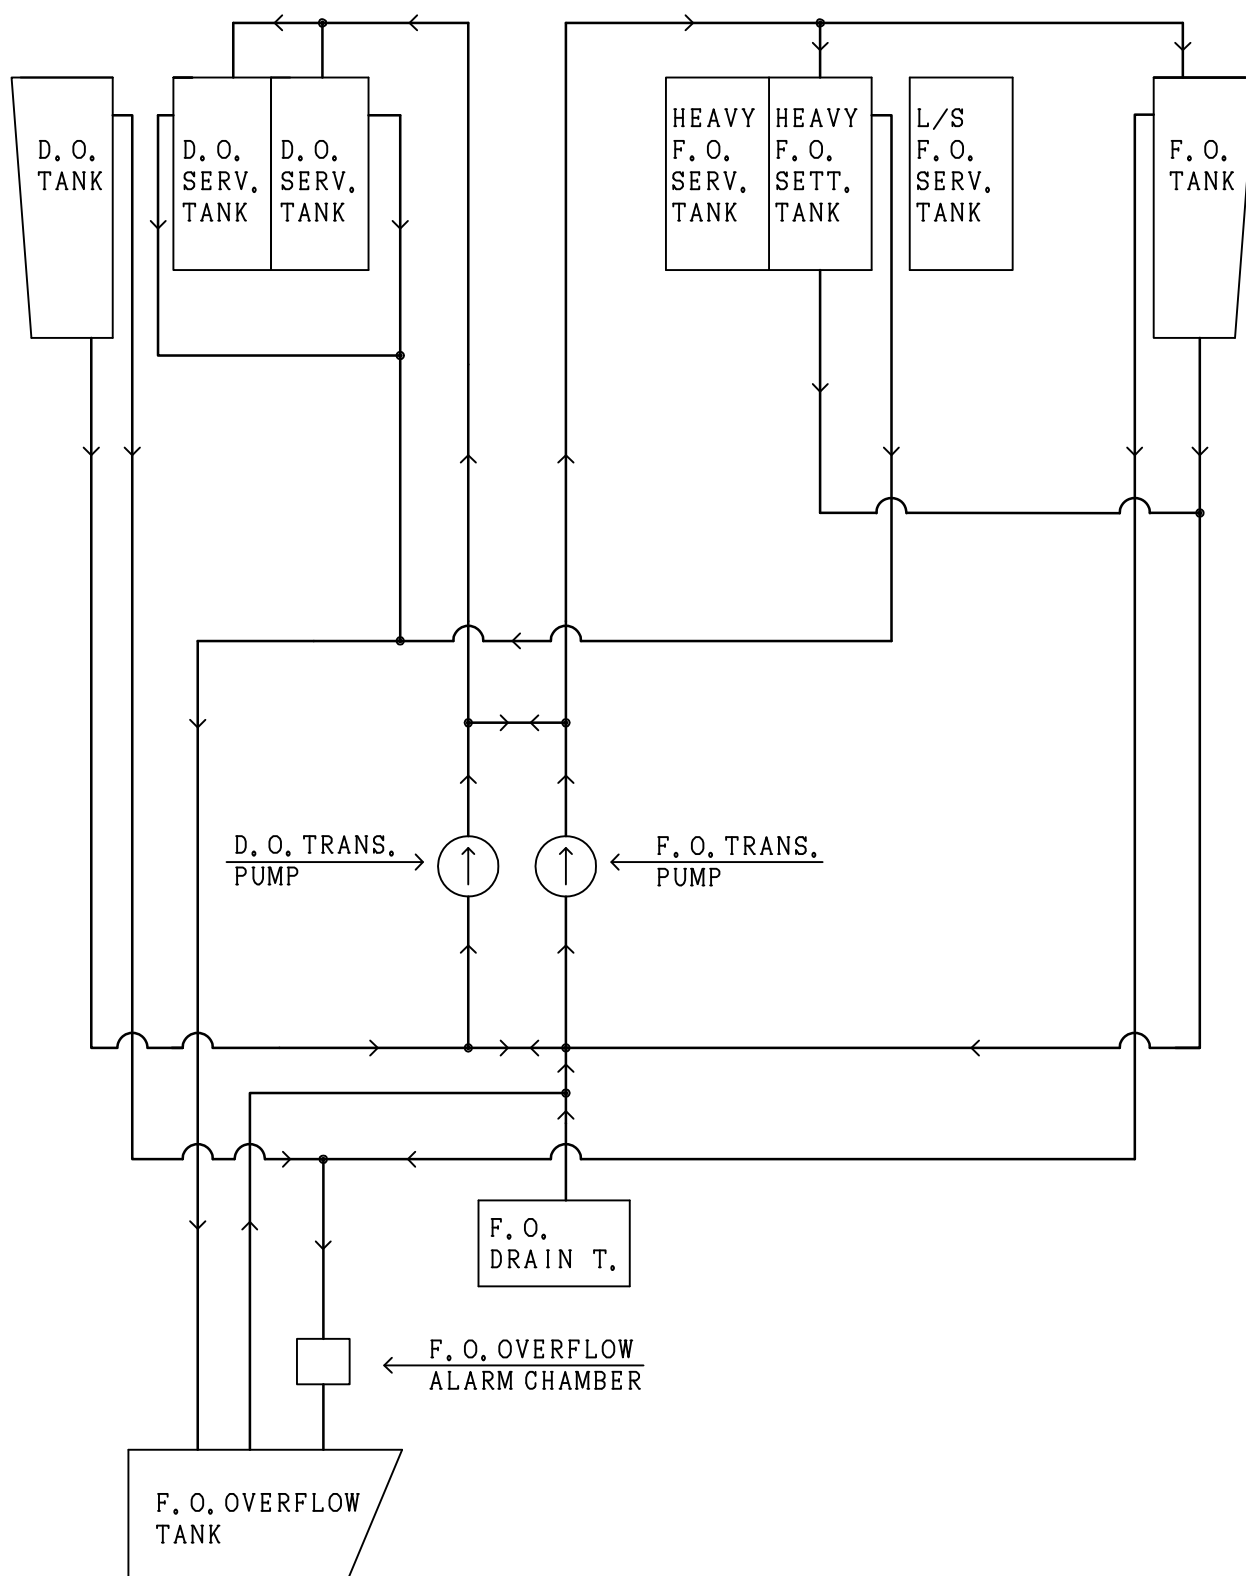 D. O.
TANK
D. O.
SERV.
TANK
D. O.
SERV.
TANK
HEAVY
F. O.
SERV.
TANK
HEAVY
F. O.
SETT.
TANK
L/S
F. O.
SERV.
TANK
F. O.
TANK
D. O. TRANS.
PUMP
F. O. TRANS.
PUMP
F. O.
DRAIN T.
F. O. OVERFLOW
ALARM CHAMBER
F. O. OVERFLOW
TANK